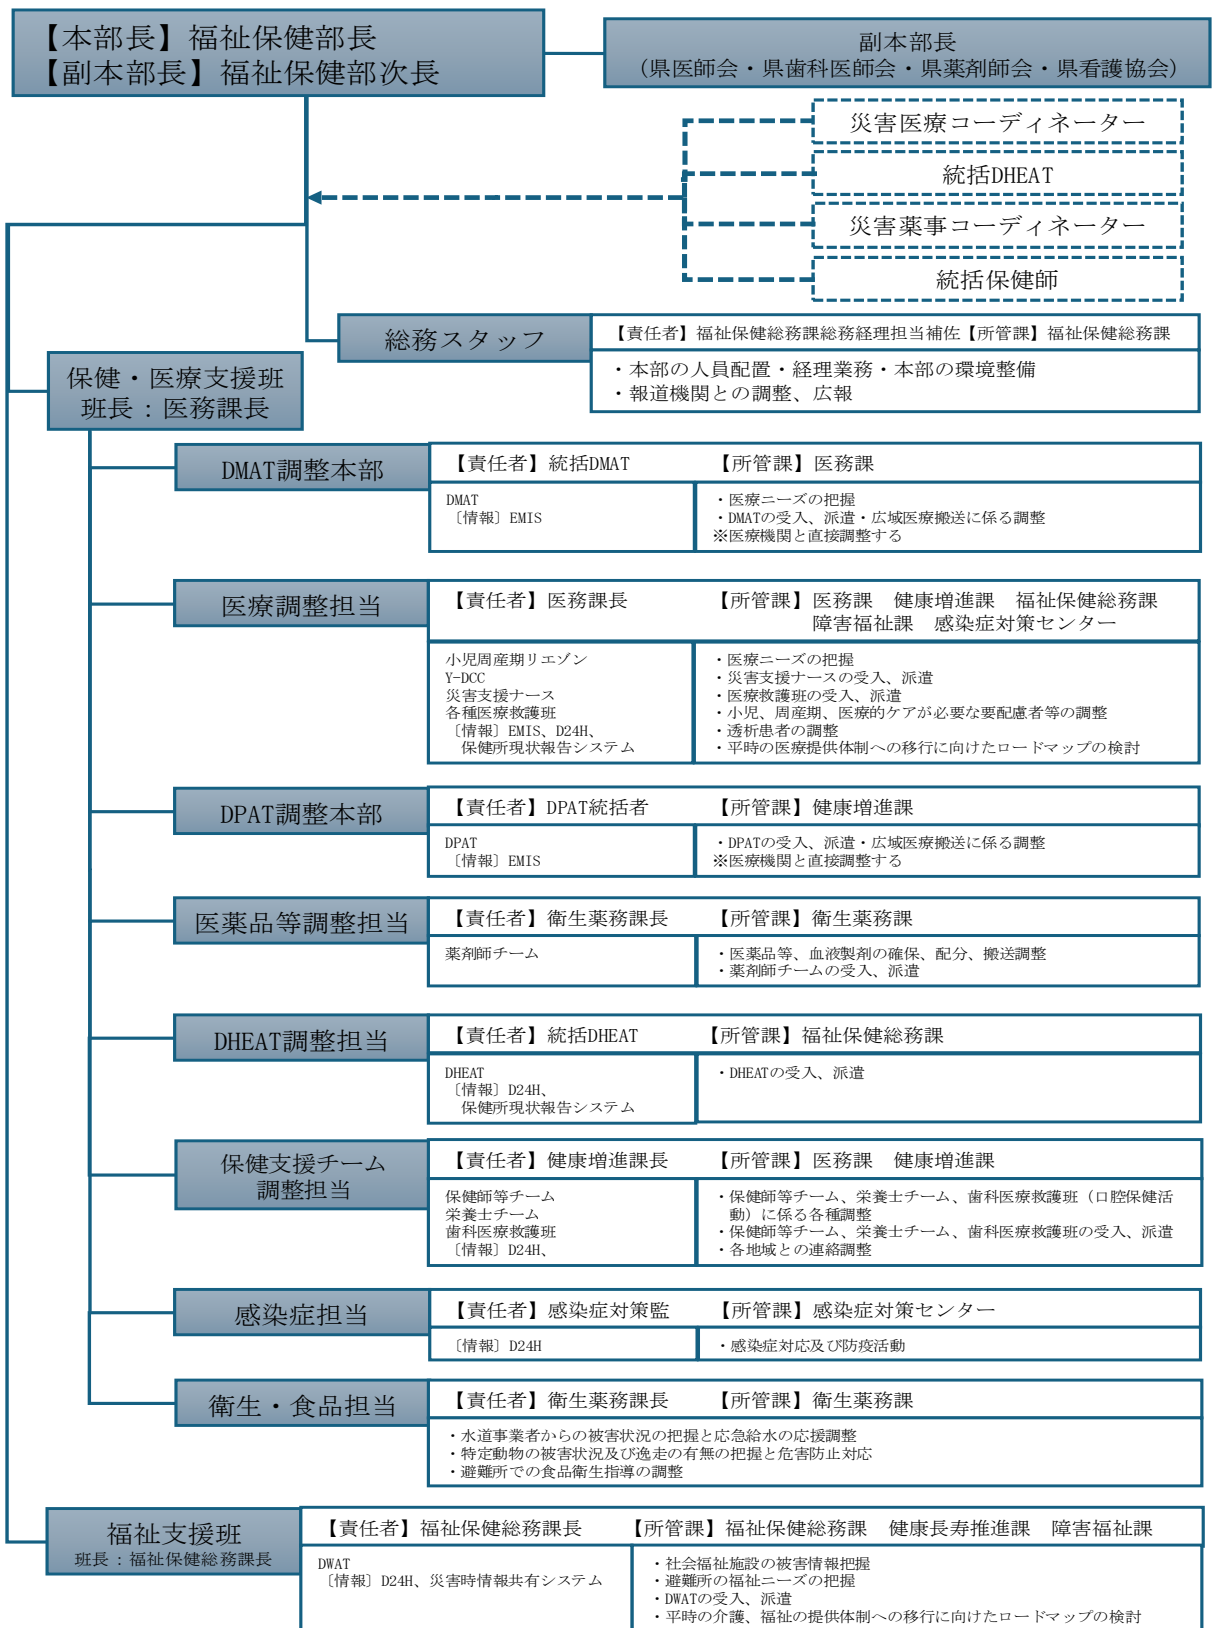 【本部長】福祉保健部長
【副本部長】福祉保健部次長
副本部長
（県医師会・県歯科医師会・県薬剤師会・県看護協会）
災害医療コーディネーター
統括DHEAT
災害薬事コーディネーター
統括保健師
総務スタッフ
【責任者】福祉保健総務課総務経理担当補佐【所管課】福祉保健総務課
・本部の人員配置・経理業務・本部の環境整備
・報道機関との調整、広報
保健・医療支援班
班長：医務課長
DMAT調整本部
【責任者】統括DMAT 【所管課】医務課
DMAT
〔情報〕EMIS
・医療ニーズの把握
・DMATの受入、派遣・広域医療搬送に係る調整
※医療機関と直接調整する
医療調整担当
【責任者】医務課長 【所管課】医務課 健康増進課 福祉保健総務課
障害福祉課 感染症対策センター
小児周産期リエゾン
Y-DCC
災害支援ナース
各種医療救護班
〔情報〕EMIS、D24H、
保健所現状報告システム
・医療ニーズの把握
・災害支援ナースの受入、派遣
・医療救護班の受入、派遣
・小児、周産期、医療的ケアが必要な要配慮者等の調整
・透析患者の調整
・平時の医療提供体制への移行に向けたロードマップの検討
DPAT調整本部
【責任者】DPAT統括者 【所管課】健康増進課
DPAT
〔情報〕EMIS
・DPATの受入、派遣・広域医療搬送に係る調整
※医療機関と直接調整する
医薬品等調整担当
【責任者】衛生薬務課長 【所管課】衛生薬務課
薬剤師チーム
・医薬品等、血液製剤の確保、配分、搬送調整
・薬剤師チームの受入、派遣
DHEAT調整担当
【責任者】統括DHEAT 【所管課】福祉保健総務課
DHEAT
〔情報〕D24H、
保健所現状報告システム
・DHEATの受入、派遣
保健支援チーム
調整担当
【責任者】健康増進課長 【所管課】医務課 健康増進課
保健師等チーム
栄養士チーム
歯科医療救護班
〔情報〕D24H、
・保健師等チーム、栄養士チーム、歯科医療救護班（口腔保健活
動）に係る各種調整
・保健師等チーム、栄養士チーム、歯科医療救護班の受入、派遣
・各地域との連絡調整
感染症担当
【責任者】感染症対策監 【所管課】感染症対策センター
〔情報〕D24H
・感染症対応及び防疫活動
衛生・食品担当
【責任者】衛生薬務課長 【所管課】衛生薬務課
・水道事業者からの被害状況の把握と応急給水の応援調整
・特定動物の被害状況及び逸走の有無の把握と危害防止対応
・避難所での食品衛生指導の調整
福祉支援班
班長：福祉保健総務課長
【責任者】福祉保健総務課長 【所管課】福祉保健総務課 健康長寿推進課 障害福祉課
DWAT
〔情報〕D24H、災害時情報共有システム
・社会福祉施設の被害情報把握
・避難所の福祉ニーズの把握
・DWATの受入、派遣
・平時の介護、福祉の提供体制への移行に向けたロードマップの検討